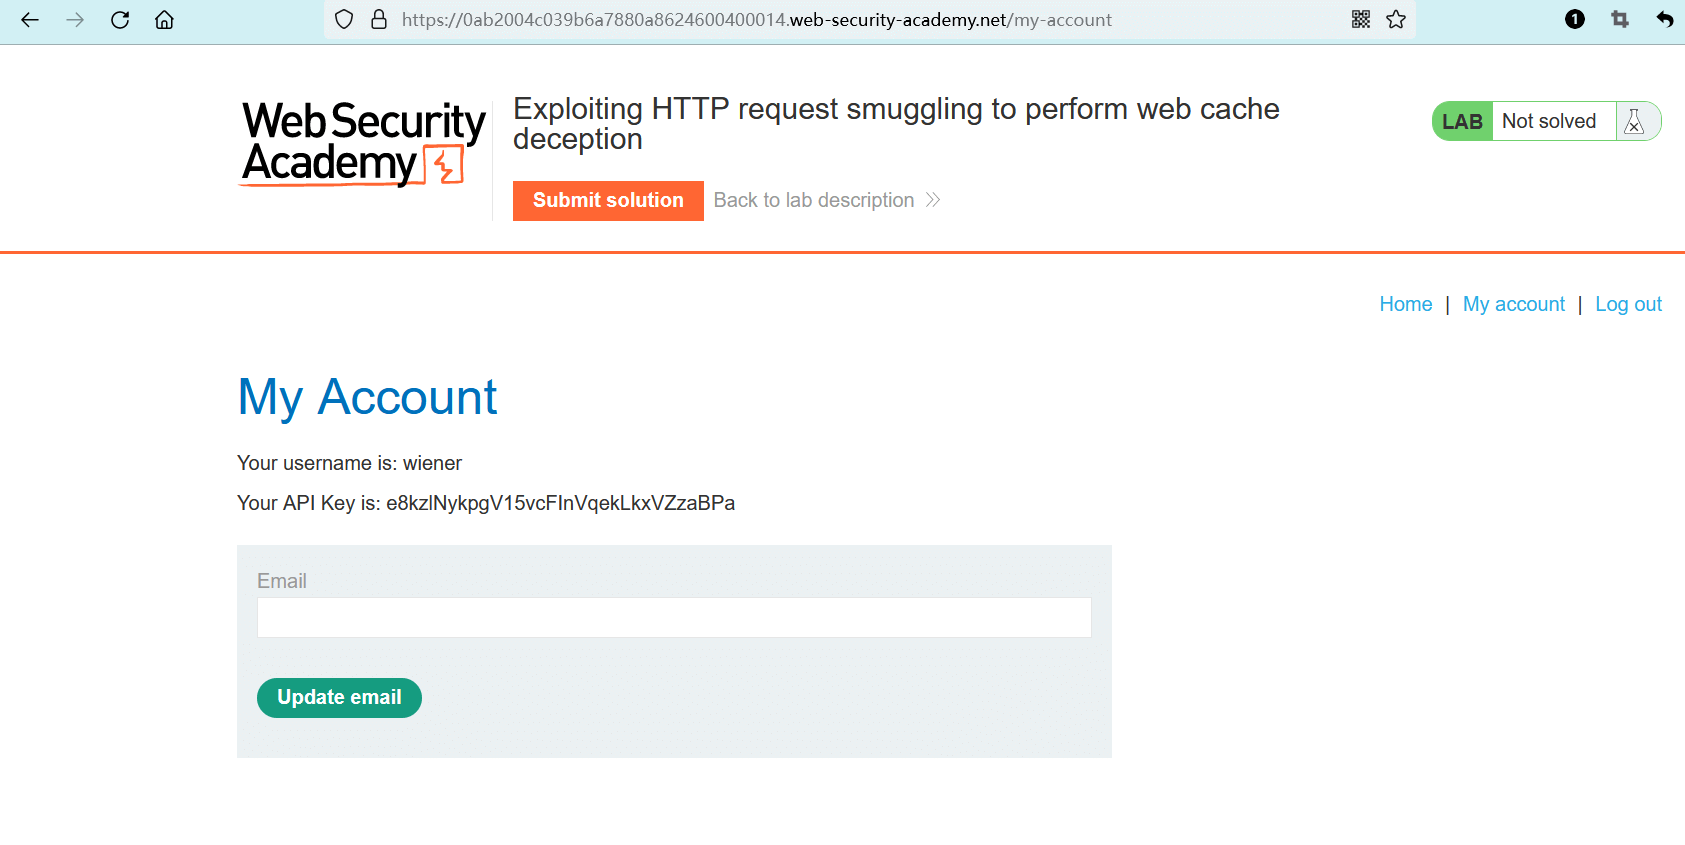 https://0ab2004c039b6a7880a8624600400014.web-security-academy.net/my-account
1
Web Security
Academy
Exploiting HTTP request smuggling to perform web cache
deception
LAB Not solved
Submit solution Back to lab description
Home | My account | Log out
My Account
Your username is: wiener
Your API Key is: e8kzlNykpgV15vcFInVqekLkxVZzaBPa
Email
Update email